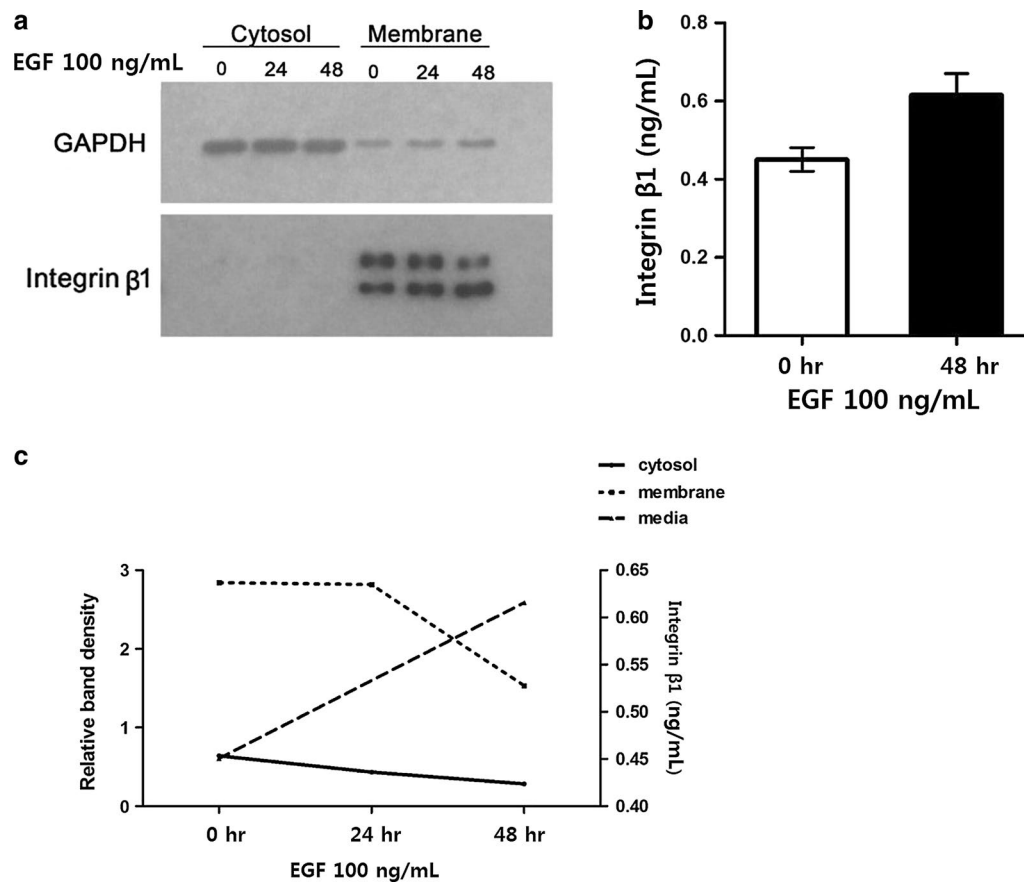 a
Cytosol Membrane
EGF 100 ng/mL 0 24 48 0 24 48
GAPDH
Integrin β1
b
Integrin β1 (ng/mL)
0.8
0.6
0.4
0.2
0.0
0 hr 48 hr
EGF 100 ng/mL
c
cytosol
membrane
media
Relative band density
3
2
1
0
0.65
0.60
0.55
0.50
0.45
0.40
Integrin β1 (ng/mL)
0 hr 24 hr 48 hr
EGF 100 ng/mL